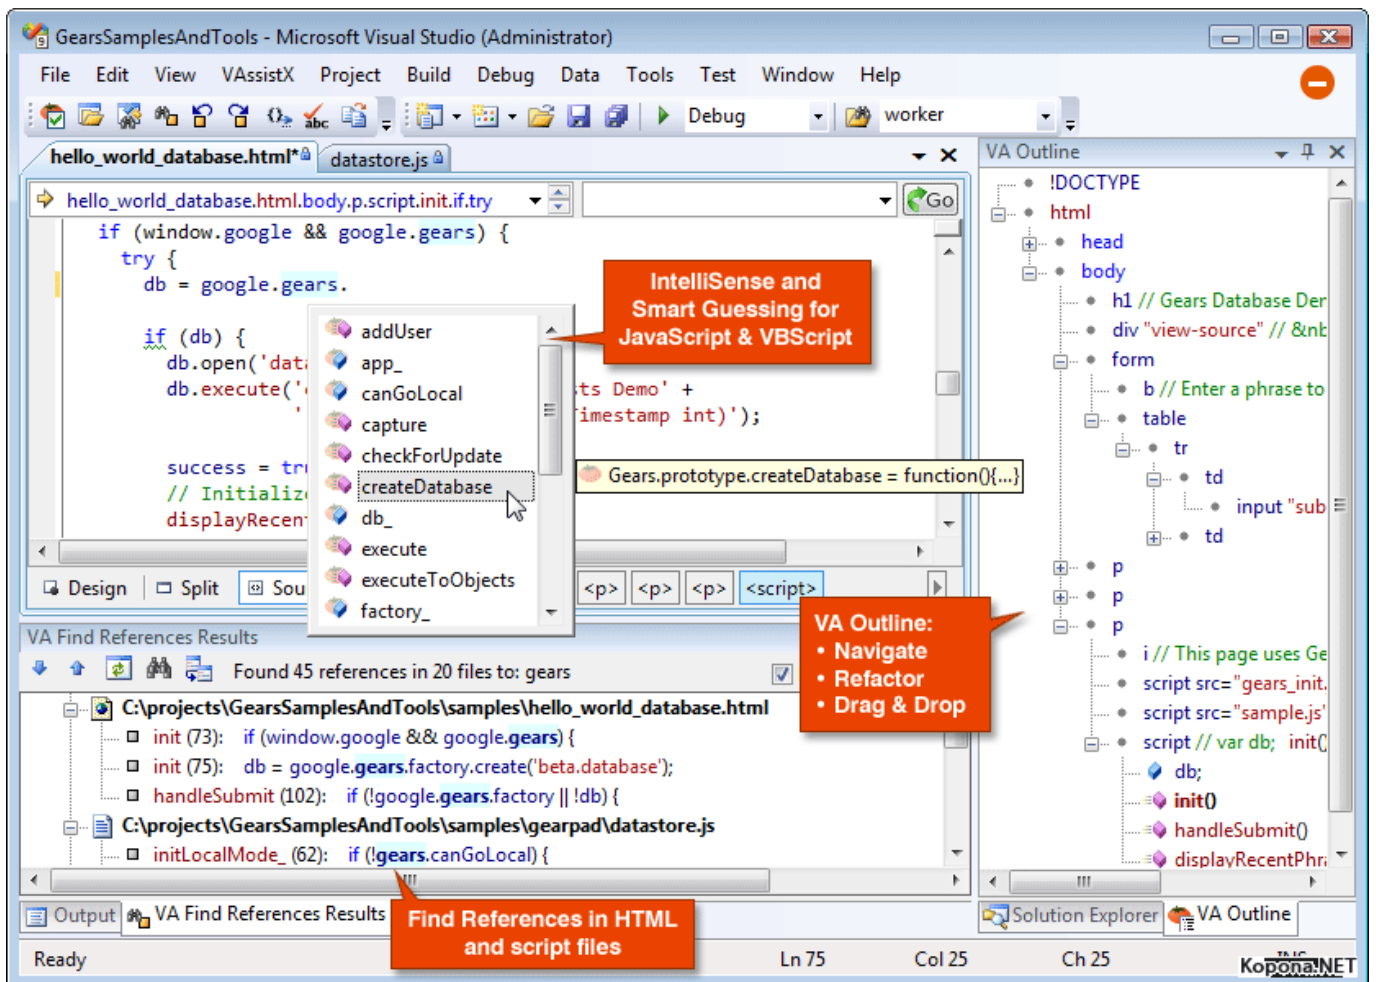 GearsSamplesAndTools - Microsoft Visual Studio (Administrator)
File Edit View VAssistX Project Build Debug Data Tools Test Window Help
Debug worker
hello_world_database.html* datastore.js
hello_world_database.html.body.p.script.init.if.try Go
if (window.google && google.gears) {
try {
db = google.gears.
if (db) {
db.open('data
db.execute('
ts Demo' +
'
imestamp int)');
success = tru
// Initialize
displayRecen
addUser
app_
canGoLocal
capture
checkForUpdate
createDatabase
db_
execute
executeToObjects
factory_
IntelliSense and
Smart Guessing for
JavaScript & VBScript
Gears.prototype.createDatabase = function(){...}
Design Split Sou <p> <p> <p> <script>
VA Outline
!DOCTYPE
html
head
body
h1 // Gears Database Der
div "view-source" // &nb
form
b // Enter a phrase to
table
tr
td
input "sub
td
p
p
p
i // This page uses Ge
script src="gears_init.
script src="sample.js"
script // var db; init()
db;
init()
handleSubmit()
displayRecentPhra
VA Outline:
• Navigate
• Refactor
• Drag & Drop
VA Find References Results
Found 45 references in 20 files to: gears
C:\projects\GearsSamplesAndTools\samples\hello_world_database.html
init (73): if (window.google && google.gears) {
init (75): db = google.gears.factory.create('beta.database');
handleSubmit (102): if (!google.gears.factory || !db) {
C:\projects\GearsSamplesAndTools\samples\gearpad\datastore.js
initLocalMode_ (62): if (!gears.canGoLocal) {
Find References in HTML
and script files
Output VA Find References Results
Solution Explorer VA Outline
Ready Ln 75 Col 25 Ch 25
Kopona.NET